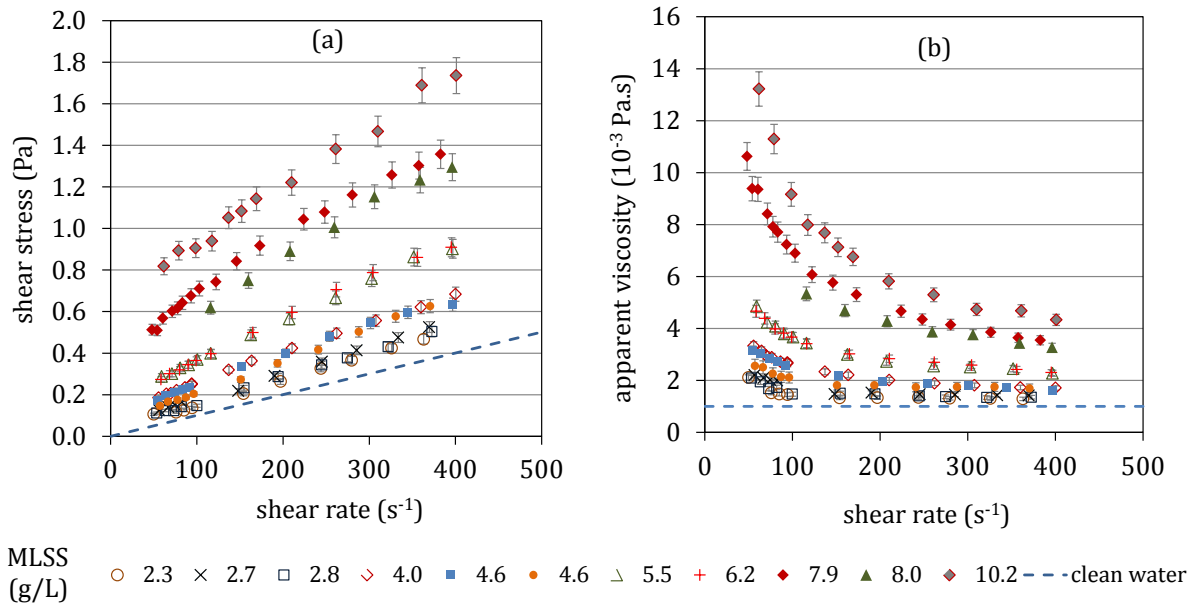 (a)
shear stress (Pa)
2.0
1.8
1.6
1.4
1.2
1.0
0.8
0.6
0.4
0.2
0.0
0 100 200 300 400 500
shear rate (s⁻¹)
(b)
apparent viscosity (10⁻³ Pa.s)
16
14
12
10
8
6
4
2
0
0 100 200 300 400 500
shear rate (s⁻¹)
MLSS
(g/L)
2.3 2.7 2.8 4.0 4.6 4.6 5.5 6.2 7.9 8.0 10.2 clean water